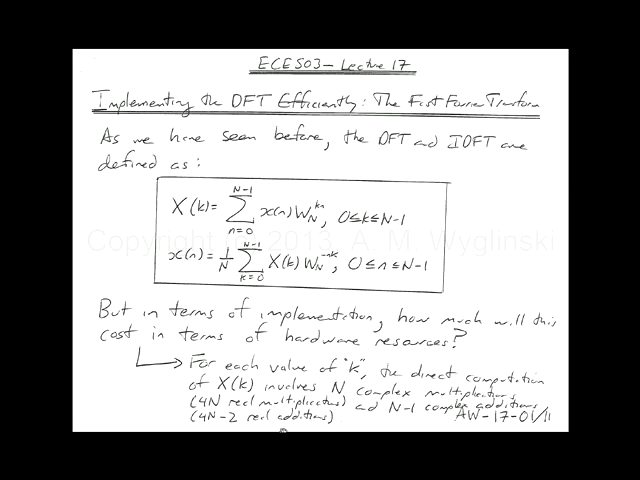 ECE503 – Lecture 17
Implementing the DFT Efficiently: The Fast Fourier Transform
As we have seen before, the DFT and IDFT are
defined as:
X(k) = \sum_{n=0}^{N-1} x(n) W_N^{kn}, 0 ≤ k ≤ N-1
Copyright (c) 2013, A. M. Wyglinski
x(n) = \frac{1}{N} \sum_{k=0}^{N-1} X(k) W_N^{-nk}, 0 ≤ n ≤ N-1
But in terms of implementation, how much will this
cost in terms of hardware resources?
→ For each value of "k", the direct computation
of X(k) involves N complex multiplications
(4N real multiplications) and N-1 complex additions
(4N-2 real additions)
AW-17-01/11